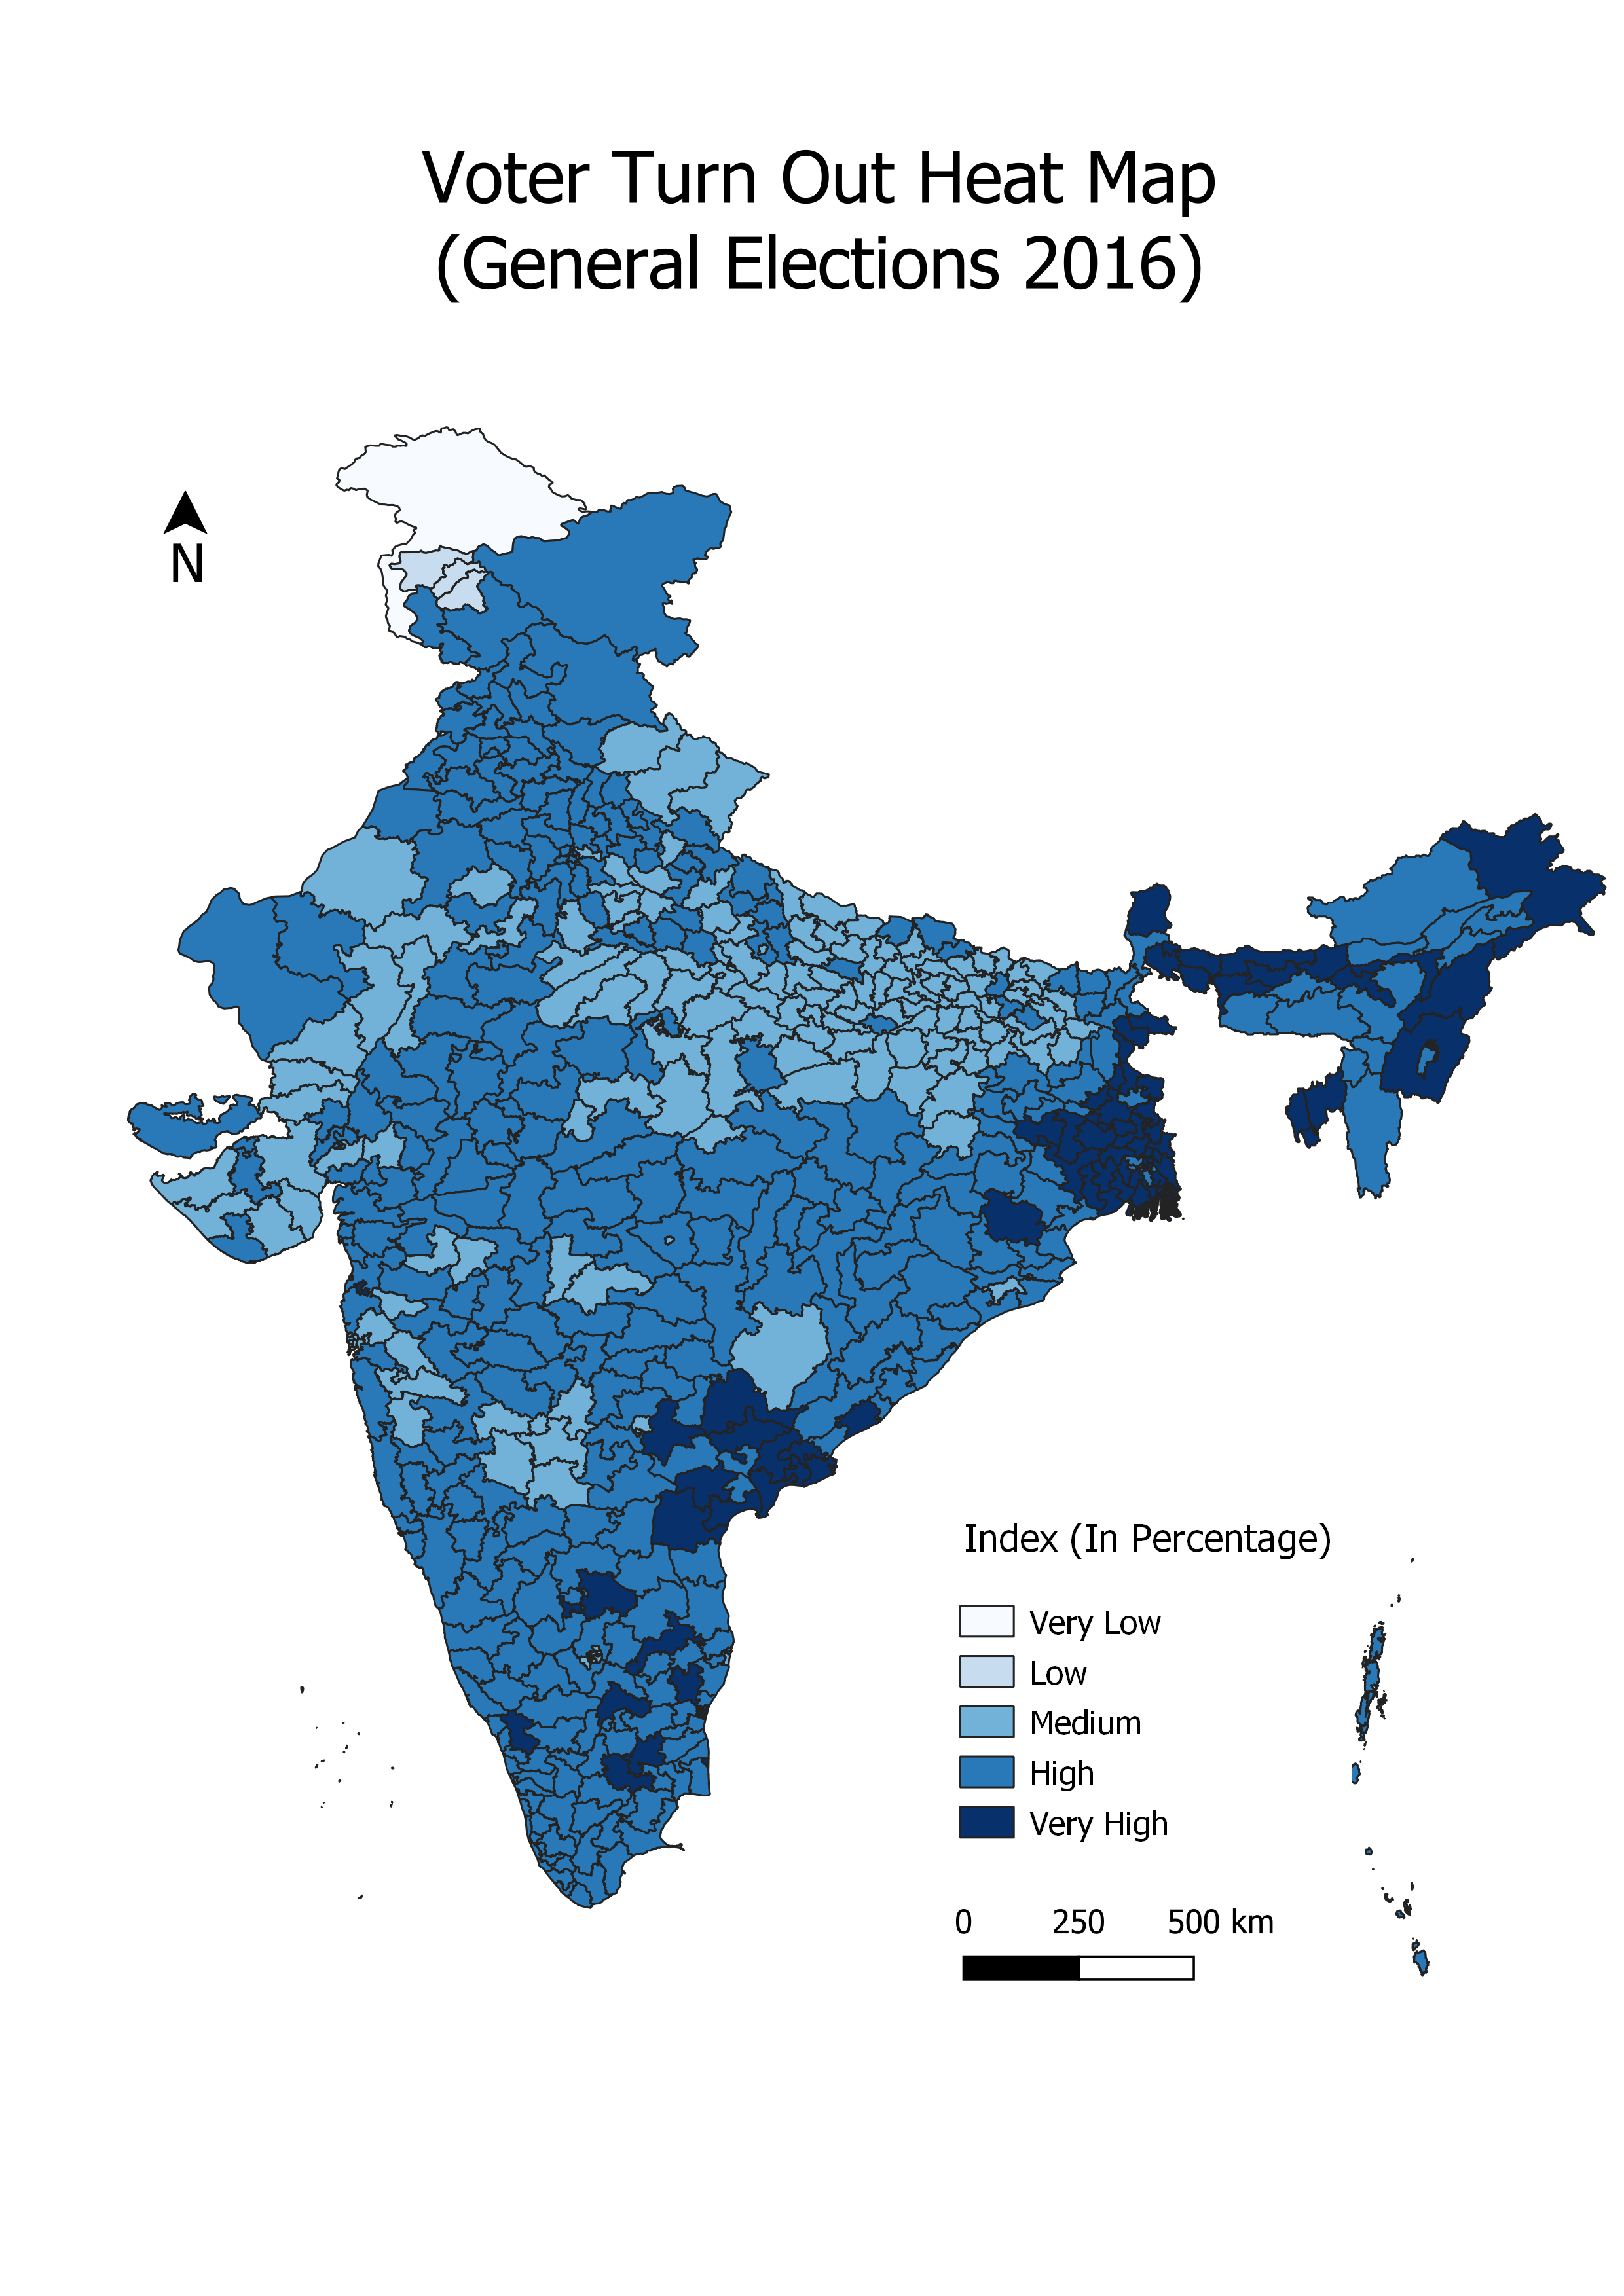 Voter Turn Out Heat Map
(General Elections 2016)
N
Index (In Percentage)
Very Low
Low
Medium
High
Very High
0 250 500 km